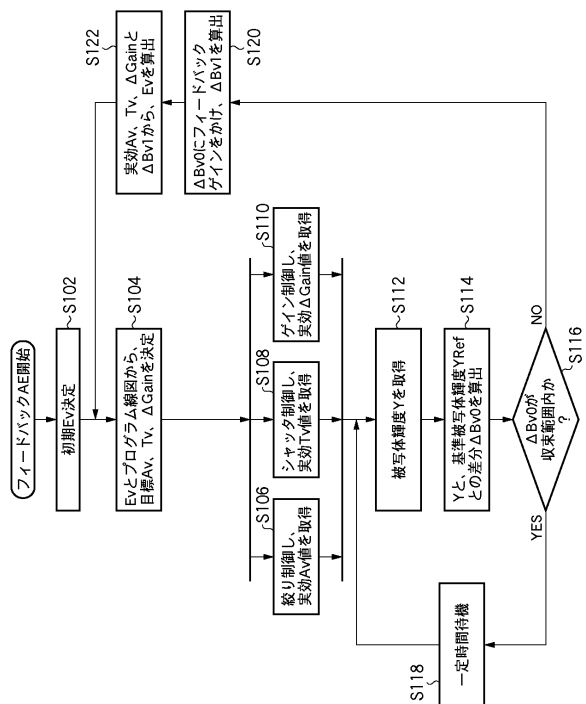 フィードバックAE開始
S102
初期Ev決定
S104
Evとプログラム線図から、
目標Av、Tv、ΔGainを決定
S106
絞り制御し、
実効Av値を取得
S108
シャッタ制御し、
実効Tv値を取得
S110
ゲイン制御し、
実効ΔGain値を取得
S112
被写体輝度Yを取得
S114
Yと、基準被写体輝度YRef
との差分ΔBv0を算出
S116
ΔBv0が
収束範囲内か
?
YES
NO
S118
一定時間待機
S120
ΔBv0にフィードバック
ゲインをかけ、ΔBv1を算出
S122
実効Av、Tv、ΔGainと
ΔBv1から、Evを算出